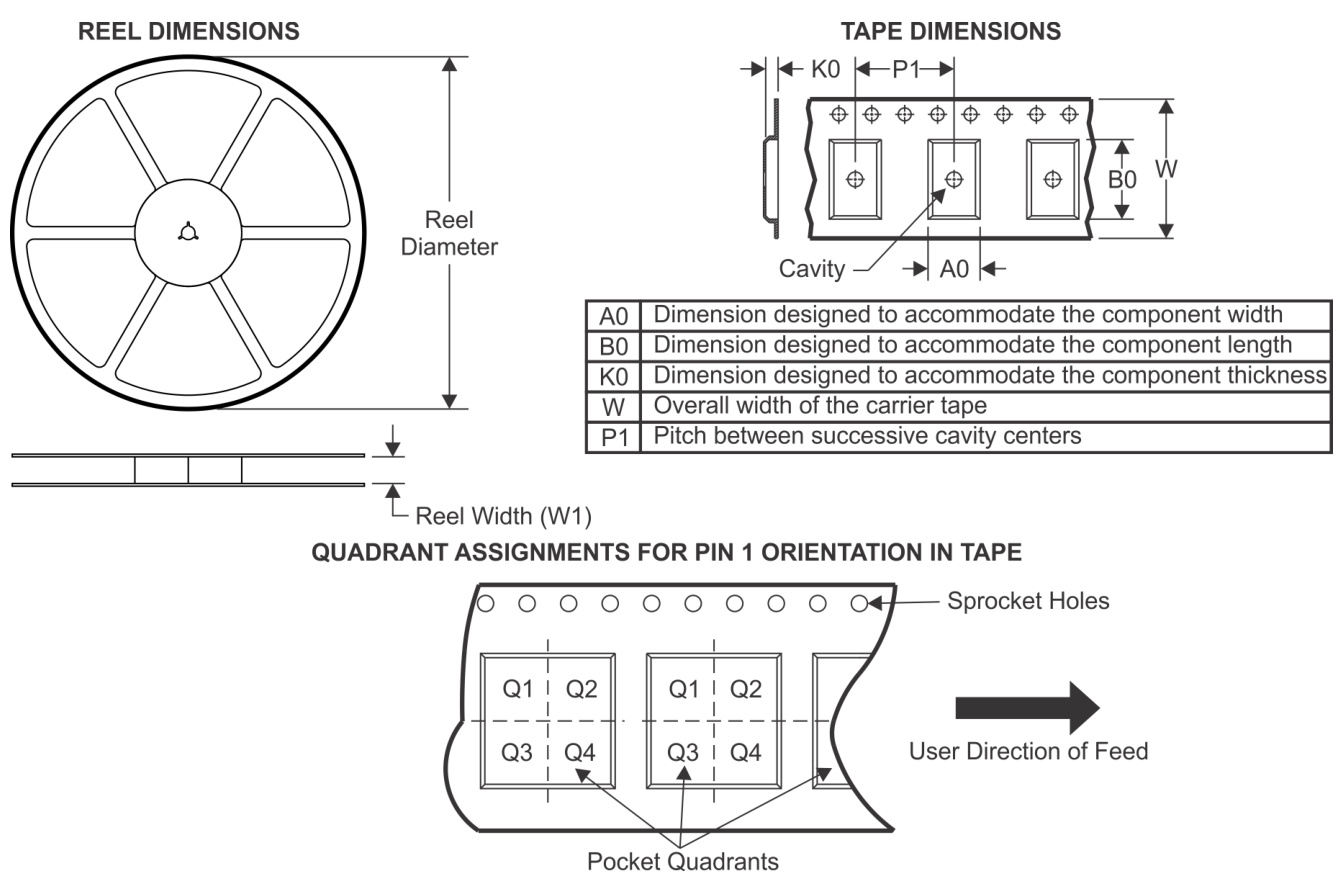 REEL DIMENSIONS
Reel
Diameter
Reel Width (W1)
TAPE DIMENSIONS
K0
P1
B0
W
Cavity
A0
A0 Dimension designed to accommodate the component width
B0 Dimension designed to accommodate the component length
K0 Dimension designed to accommodate the component thickness
W Overall width of the carrier tape
P1 Pitch between successive cavity centers
QUADRANT ASSIGNMENTS FOR PIN 1 ORIENTATION IN TAPE
Sprocket Holes
Q1 Q2 Q1 Q2
Q3 Q4 Q3 Q4
User Direction of Feed
Pocket Quadrants